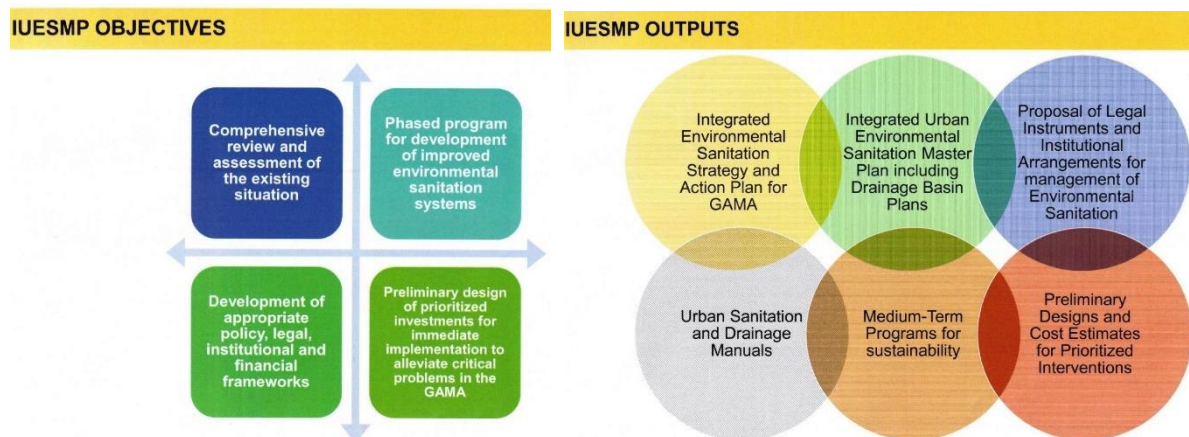 IUESMP OBJECTIVES
Comprehensive
review and
assessment of
the existing
situation
Phased program
for development
of improved
environmental
sanitation
systems
Development of
appropriate
policy, legal,
institutional and
financial
frameworks
Preliminary design
of prioritized
investments for
immediate
implementation to
alleviate critical
problems in the
GAMA
IUESMP OUTPUTS
Integrated
Environmental
Sanitation
Strategy and
Action Plan for
GAMA
Integrated Urban
Environmental
Sanitation Master
Plan including
Drainage Basin
Plans
Proposal of Legal
Instruments and
Institutional
Arrangements for
management of
Environmental
Sanitation
Urban Sanitation
and Drainage
Manuals
Medium-Term
Programs for
sustainability
Preliminary
Designs and
Cost Estimates
for Prioritized
Interventions